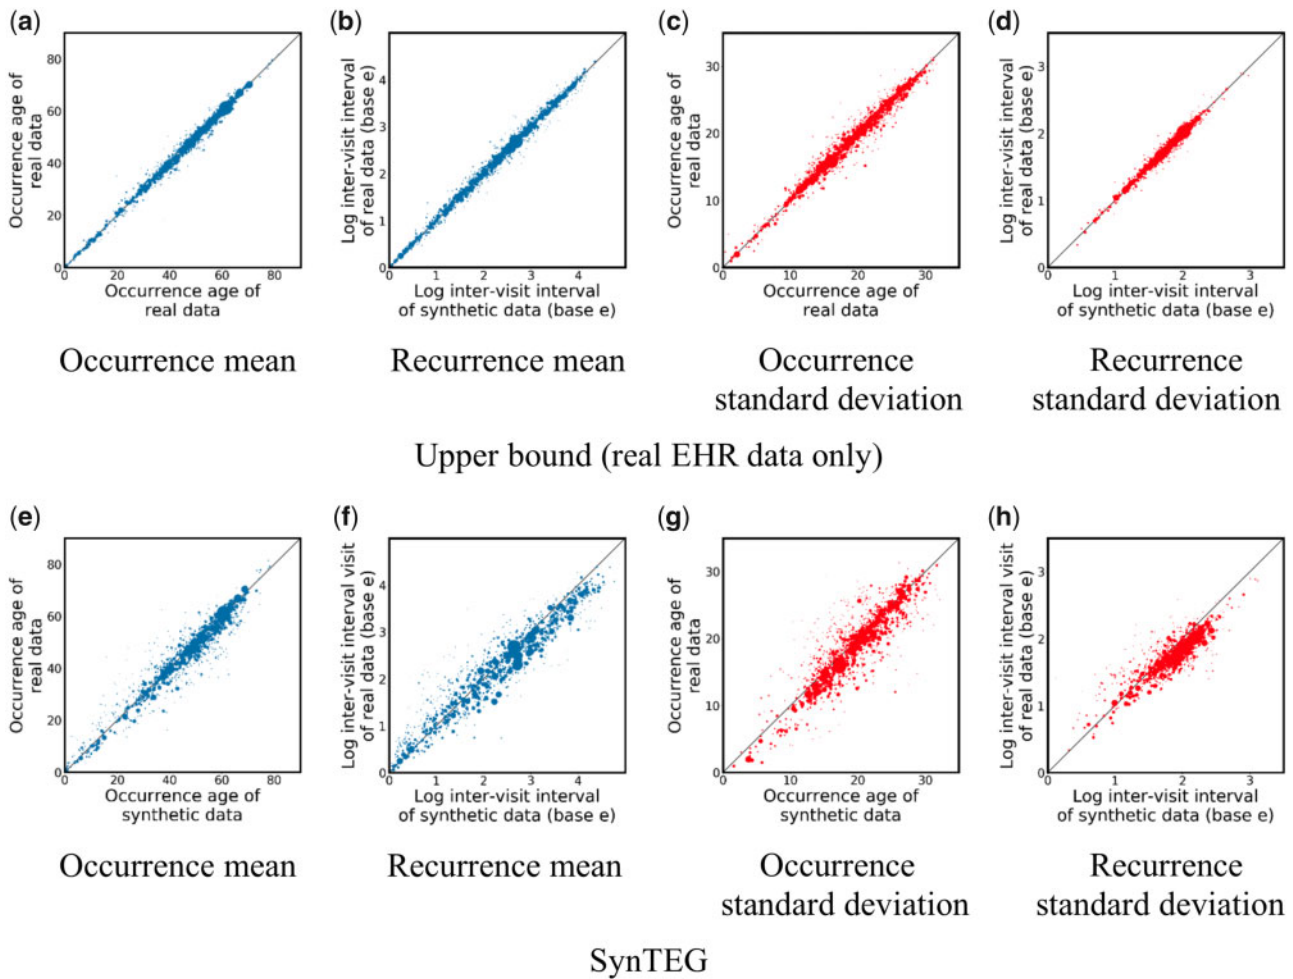 (a)
80
60
40
20
0
20
40
60
80
Occurrence age of
real data
Occurrence age of
real data
Occurrence mean
(b)
4
3
2
1
0
0
1
2
3
4
Log inter-visit interval
of real data (base e)
Log inter-visit interval
of synthetic data (base e)
Recurrence mean
(c)
30
20
10
0
0
10
20
30
Occurrence age of
real data
Occurrence age of
real data
Occurrence
standard deviation
(d)
3
2
1
0
0
1
2
3
Log inter-visit interval
of real data (base e)
Log inter-visit interval
of synthetic data (base e)
Recurrence
standard deviation
Upper bound (real EHR data only)
(e)
80
60
40
20
0
0
20
40
60
80
Occurrence age of
real data
Occurrence age of
synthetic data
Occurrence mean
(f)
4
3
2
1
0
0
1
2
3
4
Log inter-visit interval visit
of real data (base e)
Log inter-visit interval
of synthetic data (base e)
Recurrence mean
(g)
30
20
10
0
0
10
20
30
Occurrence age of
real data
Occurrence age of
synthetic data
Occurrence
standard deviation
(h)
3
2
1
0
0
1
2
3
Log inter-visit interval
of real data (base e)
Log inter-visit interval
of synthetic data (base e)
Recurrence
standard deviation
SynTEG